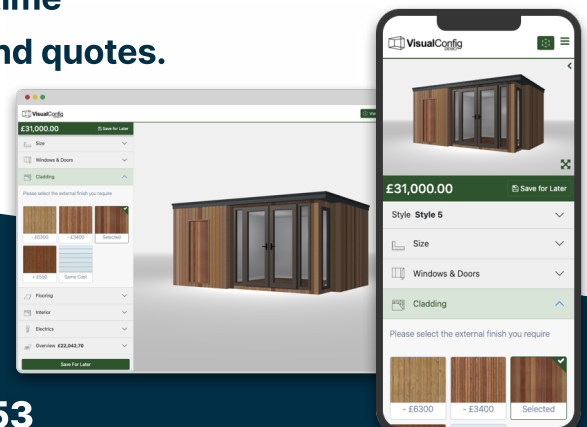 time
nd quotes.
VisualConfig
£31,000.00
Save for Later
Size
Windows & Doors
Cladding
Please select the external finish you require
- £6300
- £3400
Selected
+ £550
Same Cost
Flooring
Interior
Electrics
Overview £22,042.70
Save For Later
53
VisualConfig
DEMO
£31,000.00
Save for Later
Style Style 5
Size
Windows & Doors
Cladding
Please select the external finish you require
- £6300
- £3400
Selected